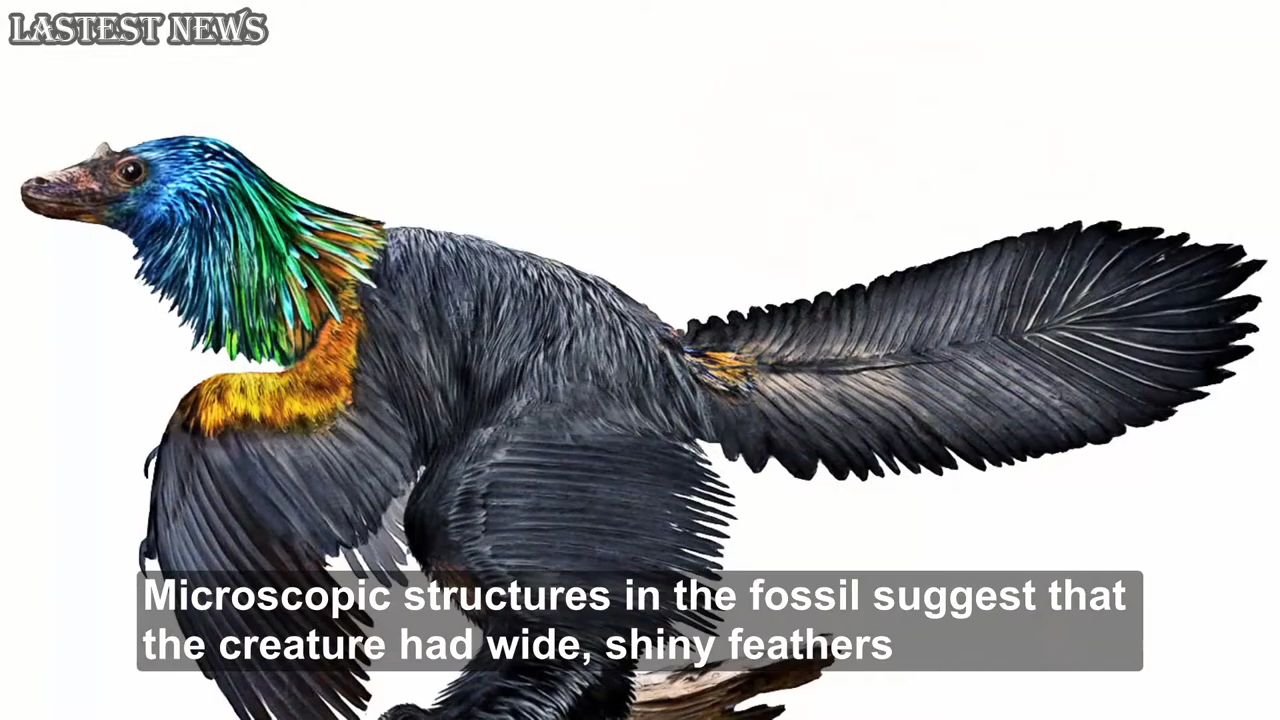 LASTEST NEWS
Microscopic structures in the fossil suggest that
the creature had wide, shiny feathers